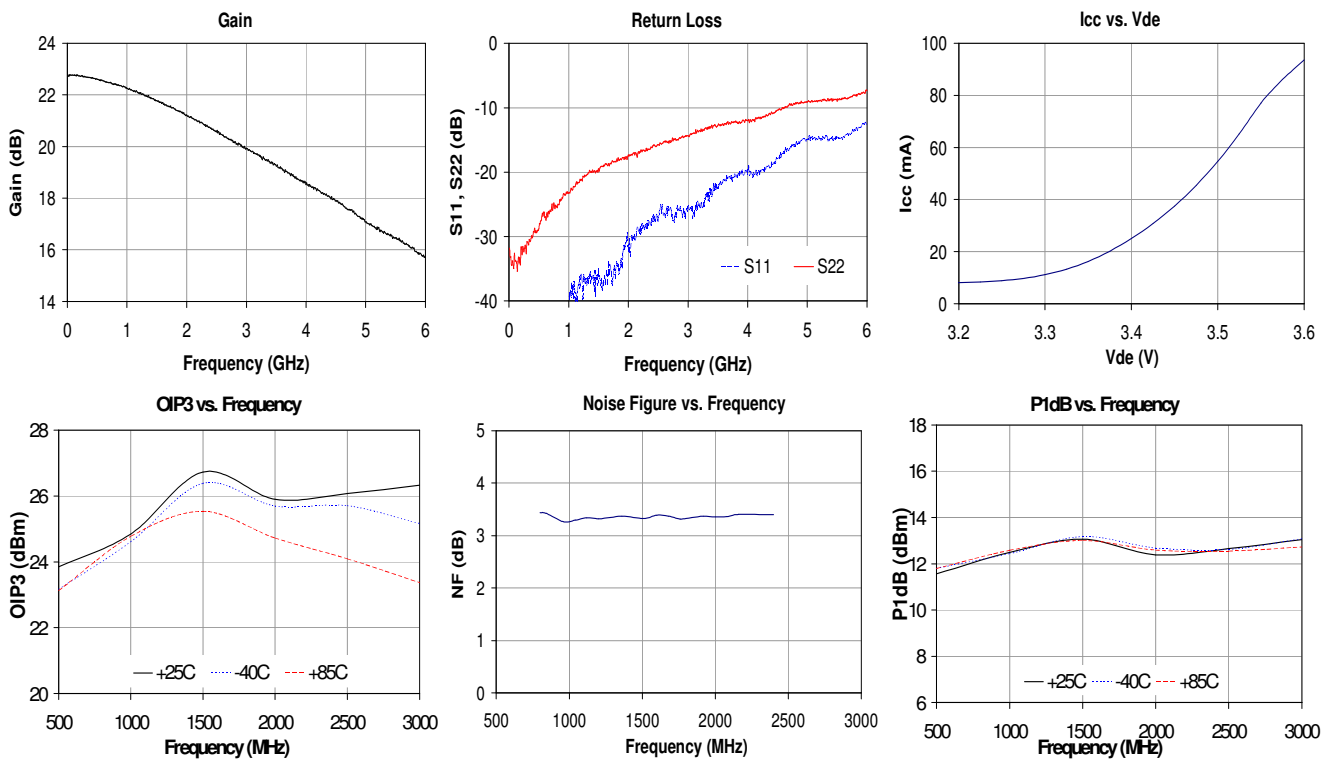 Gain
24
22
20
18
16
14
Gain (dB)
0 1 2 3 4 5 6
Frequency (GHz)
Return Loss
0
-10
-20
-30
-40
S11, S22 (dB)
S11 S22
0 1 2 3 4 5 6
Frequency (GHz)
Icc vs. Vde
100
80
60
40
20
0
Icc (mA)
3.2 3.3 3.4 3.5 3.6
Vde (V)
OIP3 vs. Frequency
28
26
24
22
20
OIP3 (dBm)
+25C -40C +85C
500 1000 1500 2000 2500 3000
Frequency (MHz)
Noise Figure vs. Frequency
5
4
3
2
1
0
NF (dB)
500 1000 1500 2000 2500 3000
Frequency (MHz)
P1dB vs. Frequency
18
16
14
12
10
8
6
P1dB (dBm)
+25C -40C +85C
500 1000 1500 2000 2500 3000
Frequency (MHz)